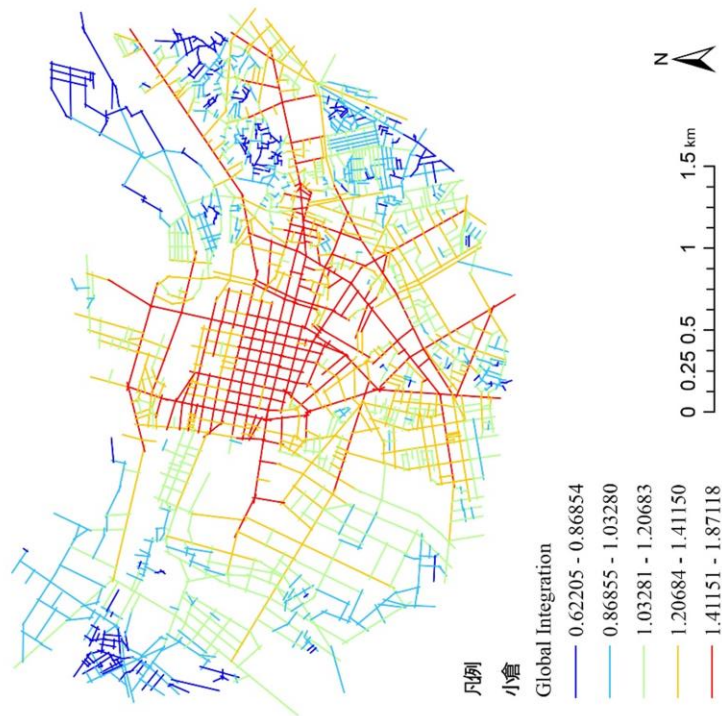 凡例
小倉
Global Integration
0.62205 - 0.86854
0.86855 - 1.03280
1.03281 - 1.20683
1.20684 - 1.41150
1.41151 - 1.87118
0 0.25 0.5 1 1.5 km
N